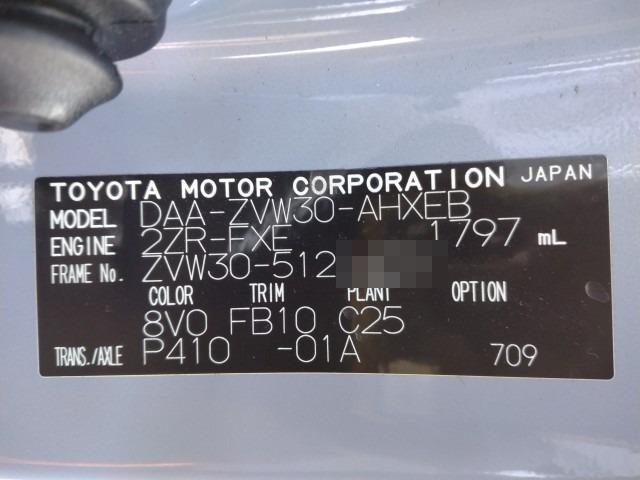 TOYOTA MOTOR CORPORATION JAPAN
MODEL DAA-ZVW30-AHXEB
ENGINE 2ZR-FXE 1797 mL
FRAME No. ZVW30-512
COLOR TRIM PLANT OPTION
8V0 FB10 C25
TRANS./AXLE P410 -01A 709